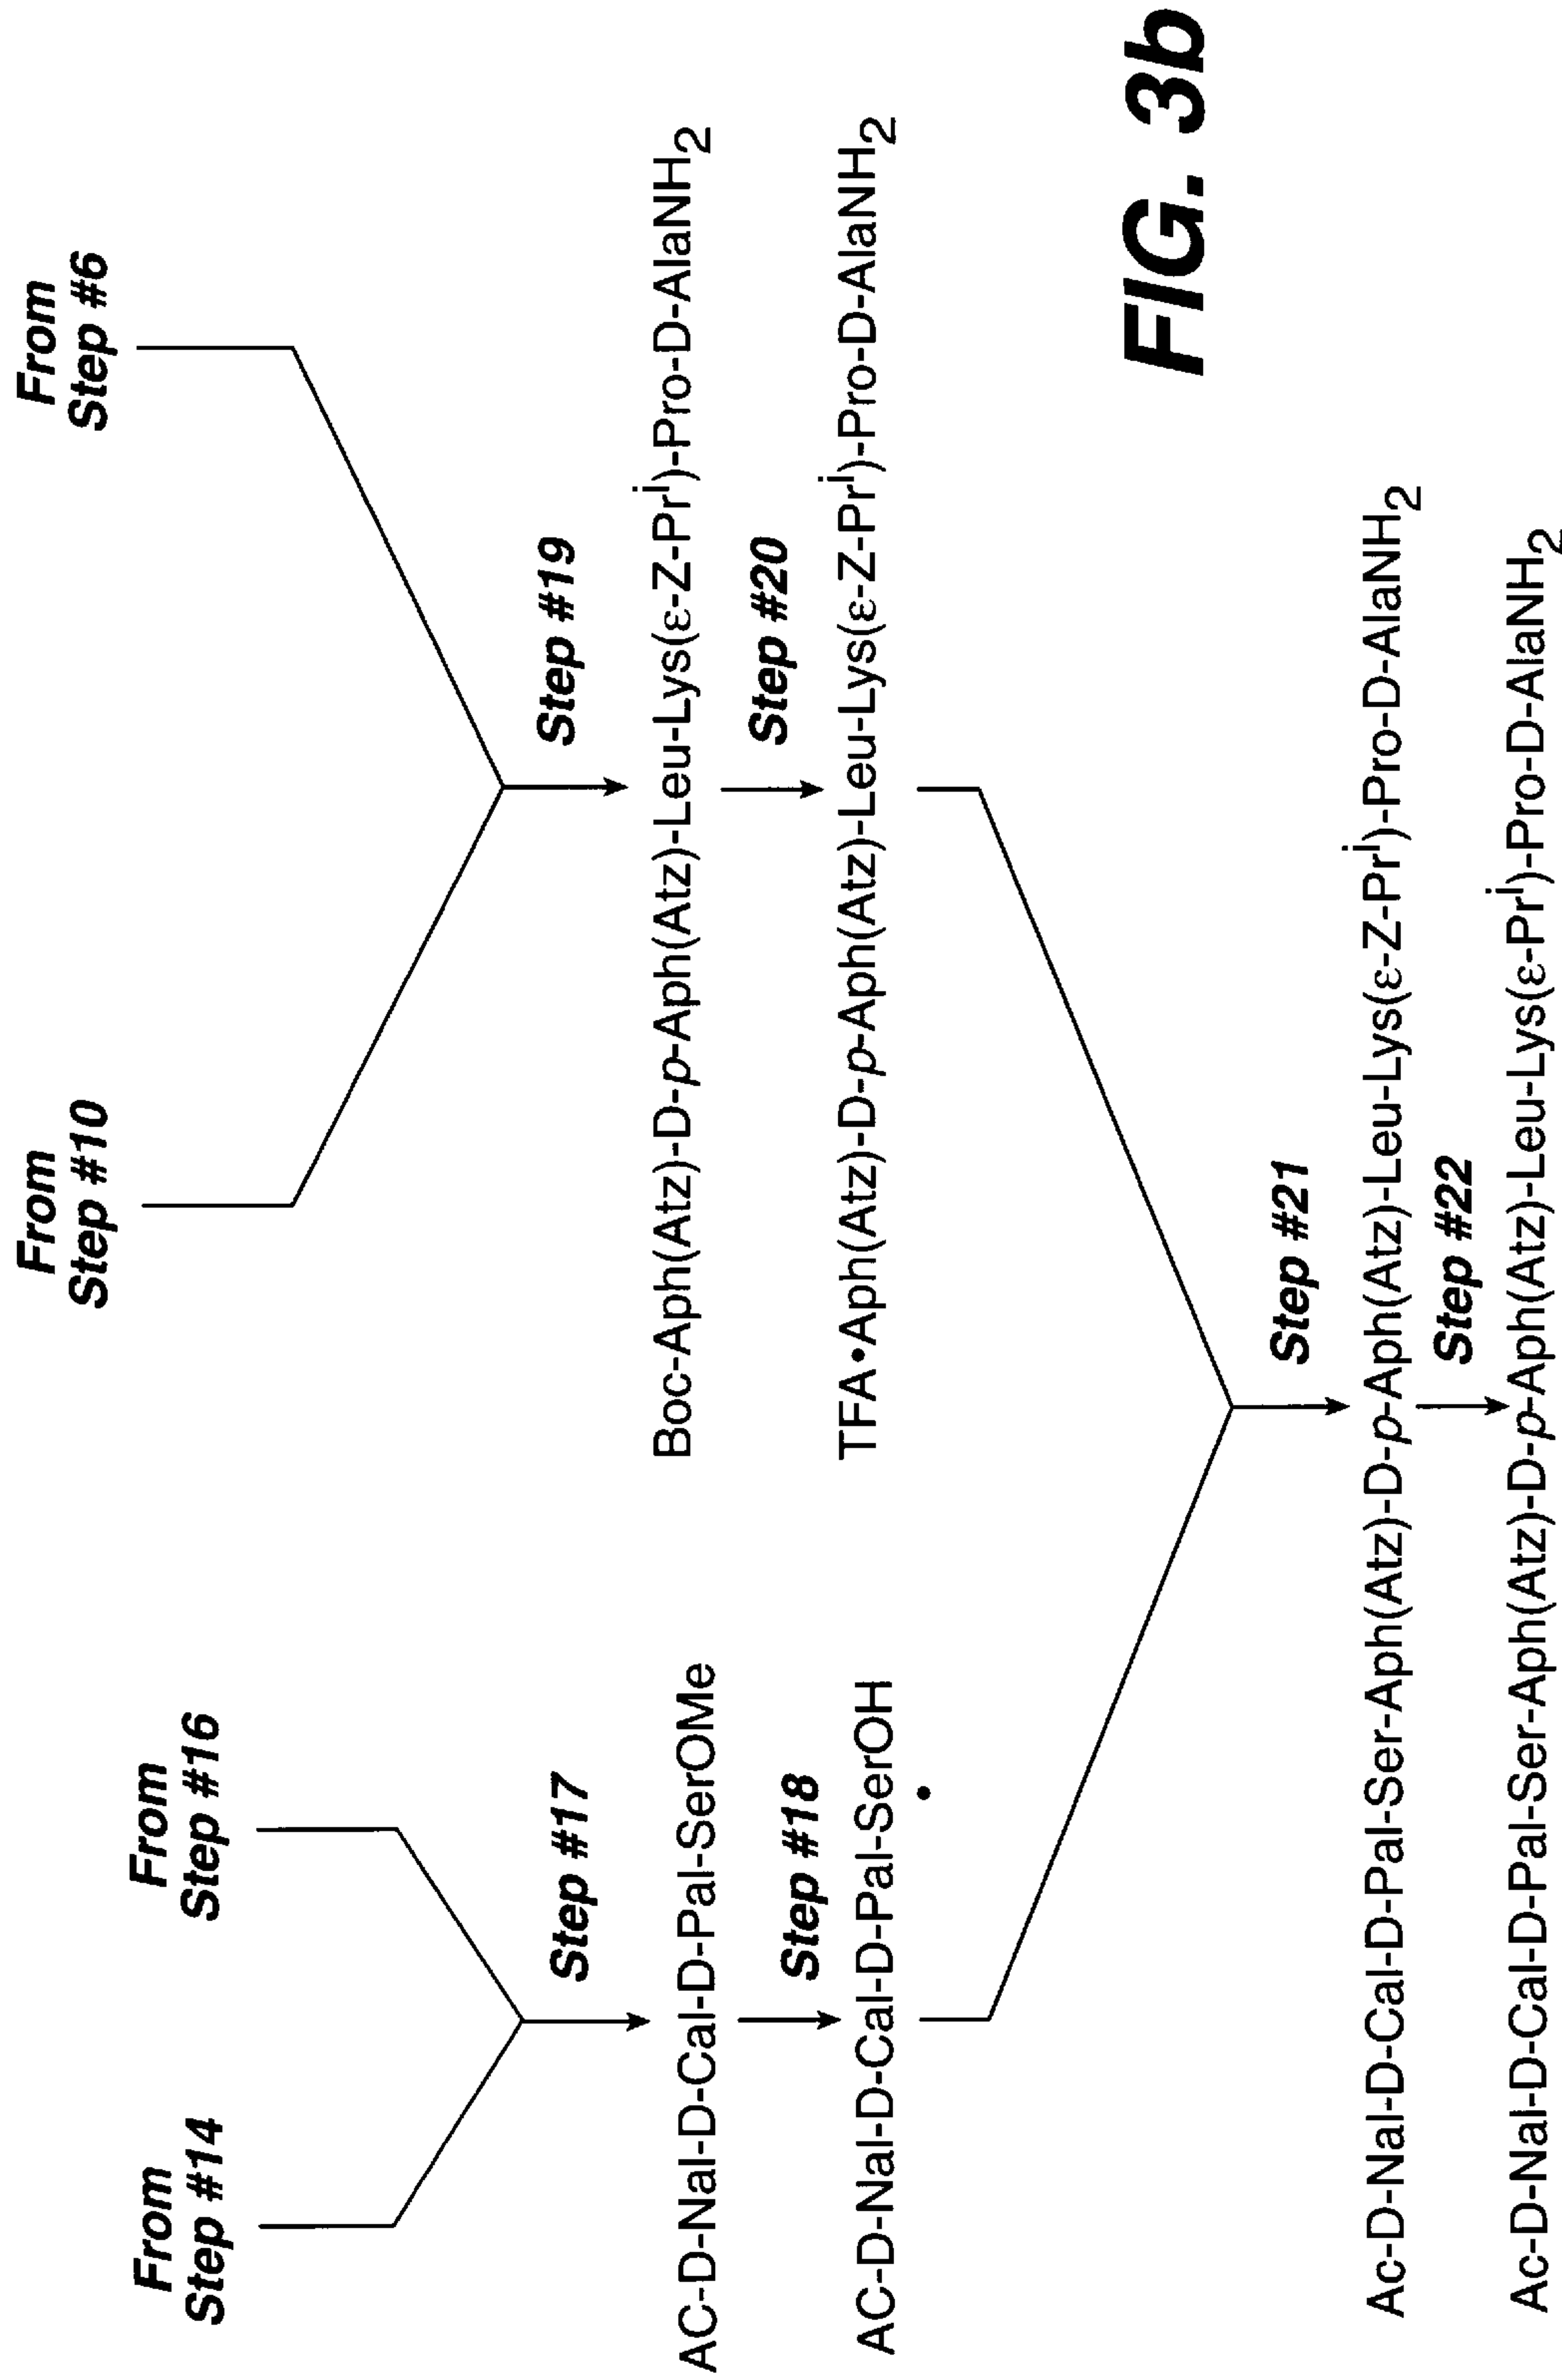 From
Step #14
From
Step #16
From
Step #10
From
Step #6
Step #17
AC-D-Nal-D-Cal-D-Pal-SerOMe
Step #18
AC-D-Nal-D-Cal-D-Pal-SerOH
Step #19
Boc-Aph(Atz)-D-p-Aph(Atz)-Leu-Lys(ε-Z-Prⁱ)-Pro-D-AlaNH₂
Step #20
TFA•Aph(Atz)-D-p-Aph(Atz)-Leu-Lys(ε-Z-Prⁱ)-Pro-D-AlaNH₂
Step #21
Ac-D-Nal-D-Cal-D-Pal-Ser-Aph(Atz)-D-p-Aph(Atz)-Leu-Lys(ε-Z-Prⁱ)-Pro-D-AlaNH₂
Step #22
Ac-D-Nal-D-Cal-D-Pal-Ser-Aph(Atz)-D-p-Aph(Atz)-Leu-Lys(ε-Prⁱ)-Pro-D-AlaNH₂
FIG. 3b